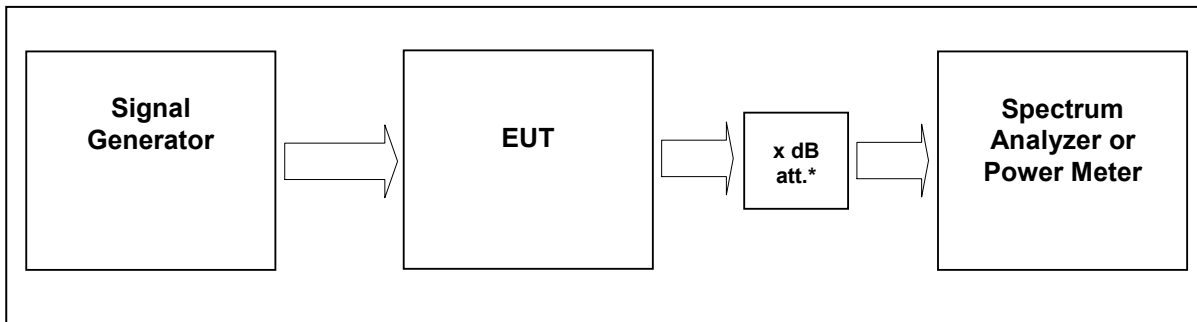 Signal
Generator
EUT
x dB
att.*
Spectrum
Analyzer or
Power Meter